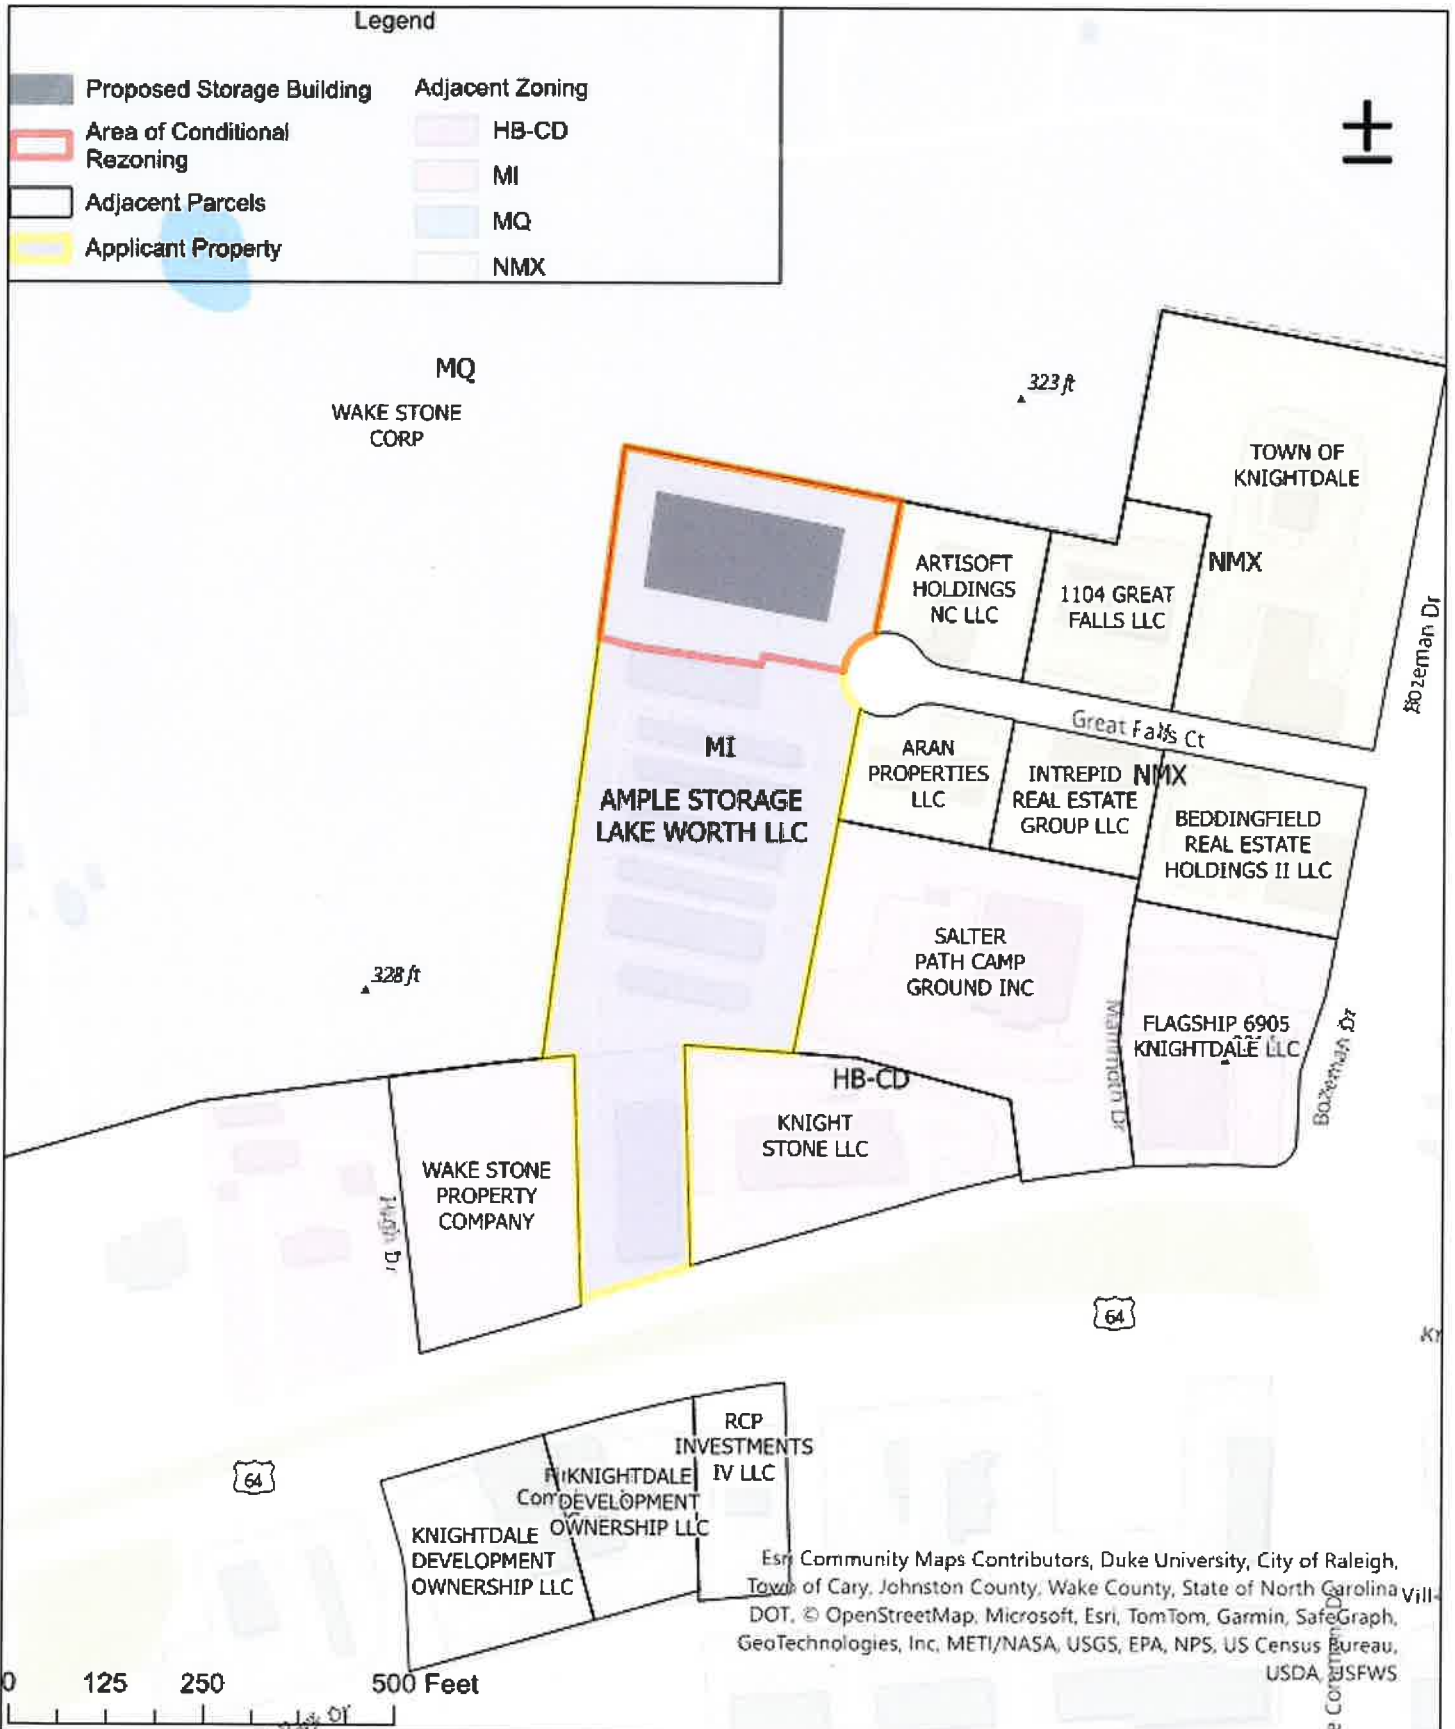 Legend
Proposed Storage Building
Area of Conditional
Rezoning
Adjacent Parcels
Applicant Property
Adjacent Zoning
HB-CD
MI
MQ
NMX
MQ
WAKE STONE
CORP
323 ft
TOWN OF
KNIGHTDALE
NMX
ARTISOFT
HOLDINGS
NC LLC
1104 GREAT
FALLS LLC
Bozeman Dr
Great Falls Ct
MI
AMPLE STORAGE
LAKE WORTH LLC
ARAN
PROPERTIES
LLC
INTREPID
REAL ESTATE
GROUP LLC
NMX
BEDDINGFIELD
REAL ESTATE
HOLDINGS II LLC
SALTER
PATH CAMP
GROUND INC
328 ft
Mammoth Dr
FLAGSHIP 6905
KNIGHTDALE LLC
Bozeman Dr
HB-CD
KNIGHT
STONE LLC
WAKE STONE
PROPERTY
COMPANY
Hugh Dr
64
Kr
64
RCP
INVESTMENTS
IV LLC
KNIGHTDALE
DEVELOPMENT
OWNERSHIP LLC
KNIGHTDALE
DEVELOPMENT
OWNERSHIP LLC
Esri Community Maps Contributors, Duke University, City of Raleigh,
Town of Cary, Johnston County, Wake County, State of North Carolina
DOT, © OpenStreetMap, Microsoft, Esri, TomTom, Garmin, SafeGraph,
GeoTechnologies, Inc, METI/NASA, USGS, EPA, NPS, US Census Bureau,
USDA, USFWS
0 125 250 500 Feet